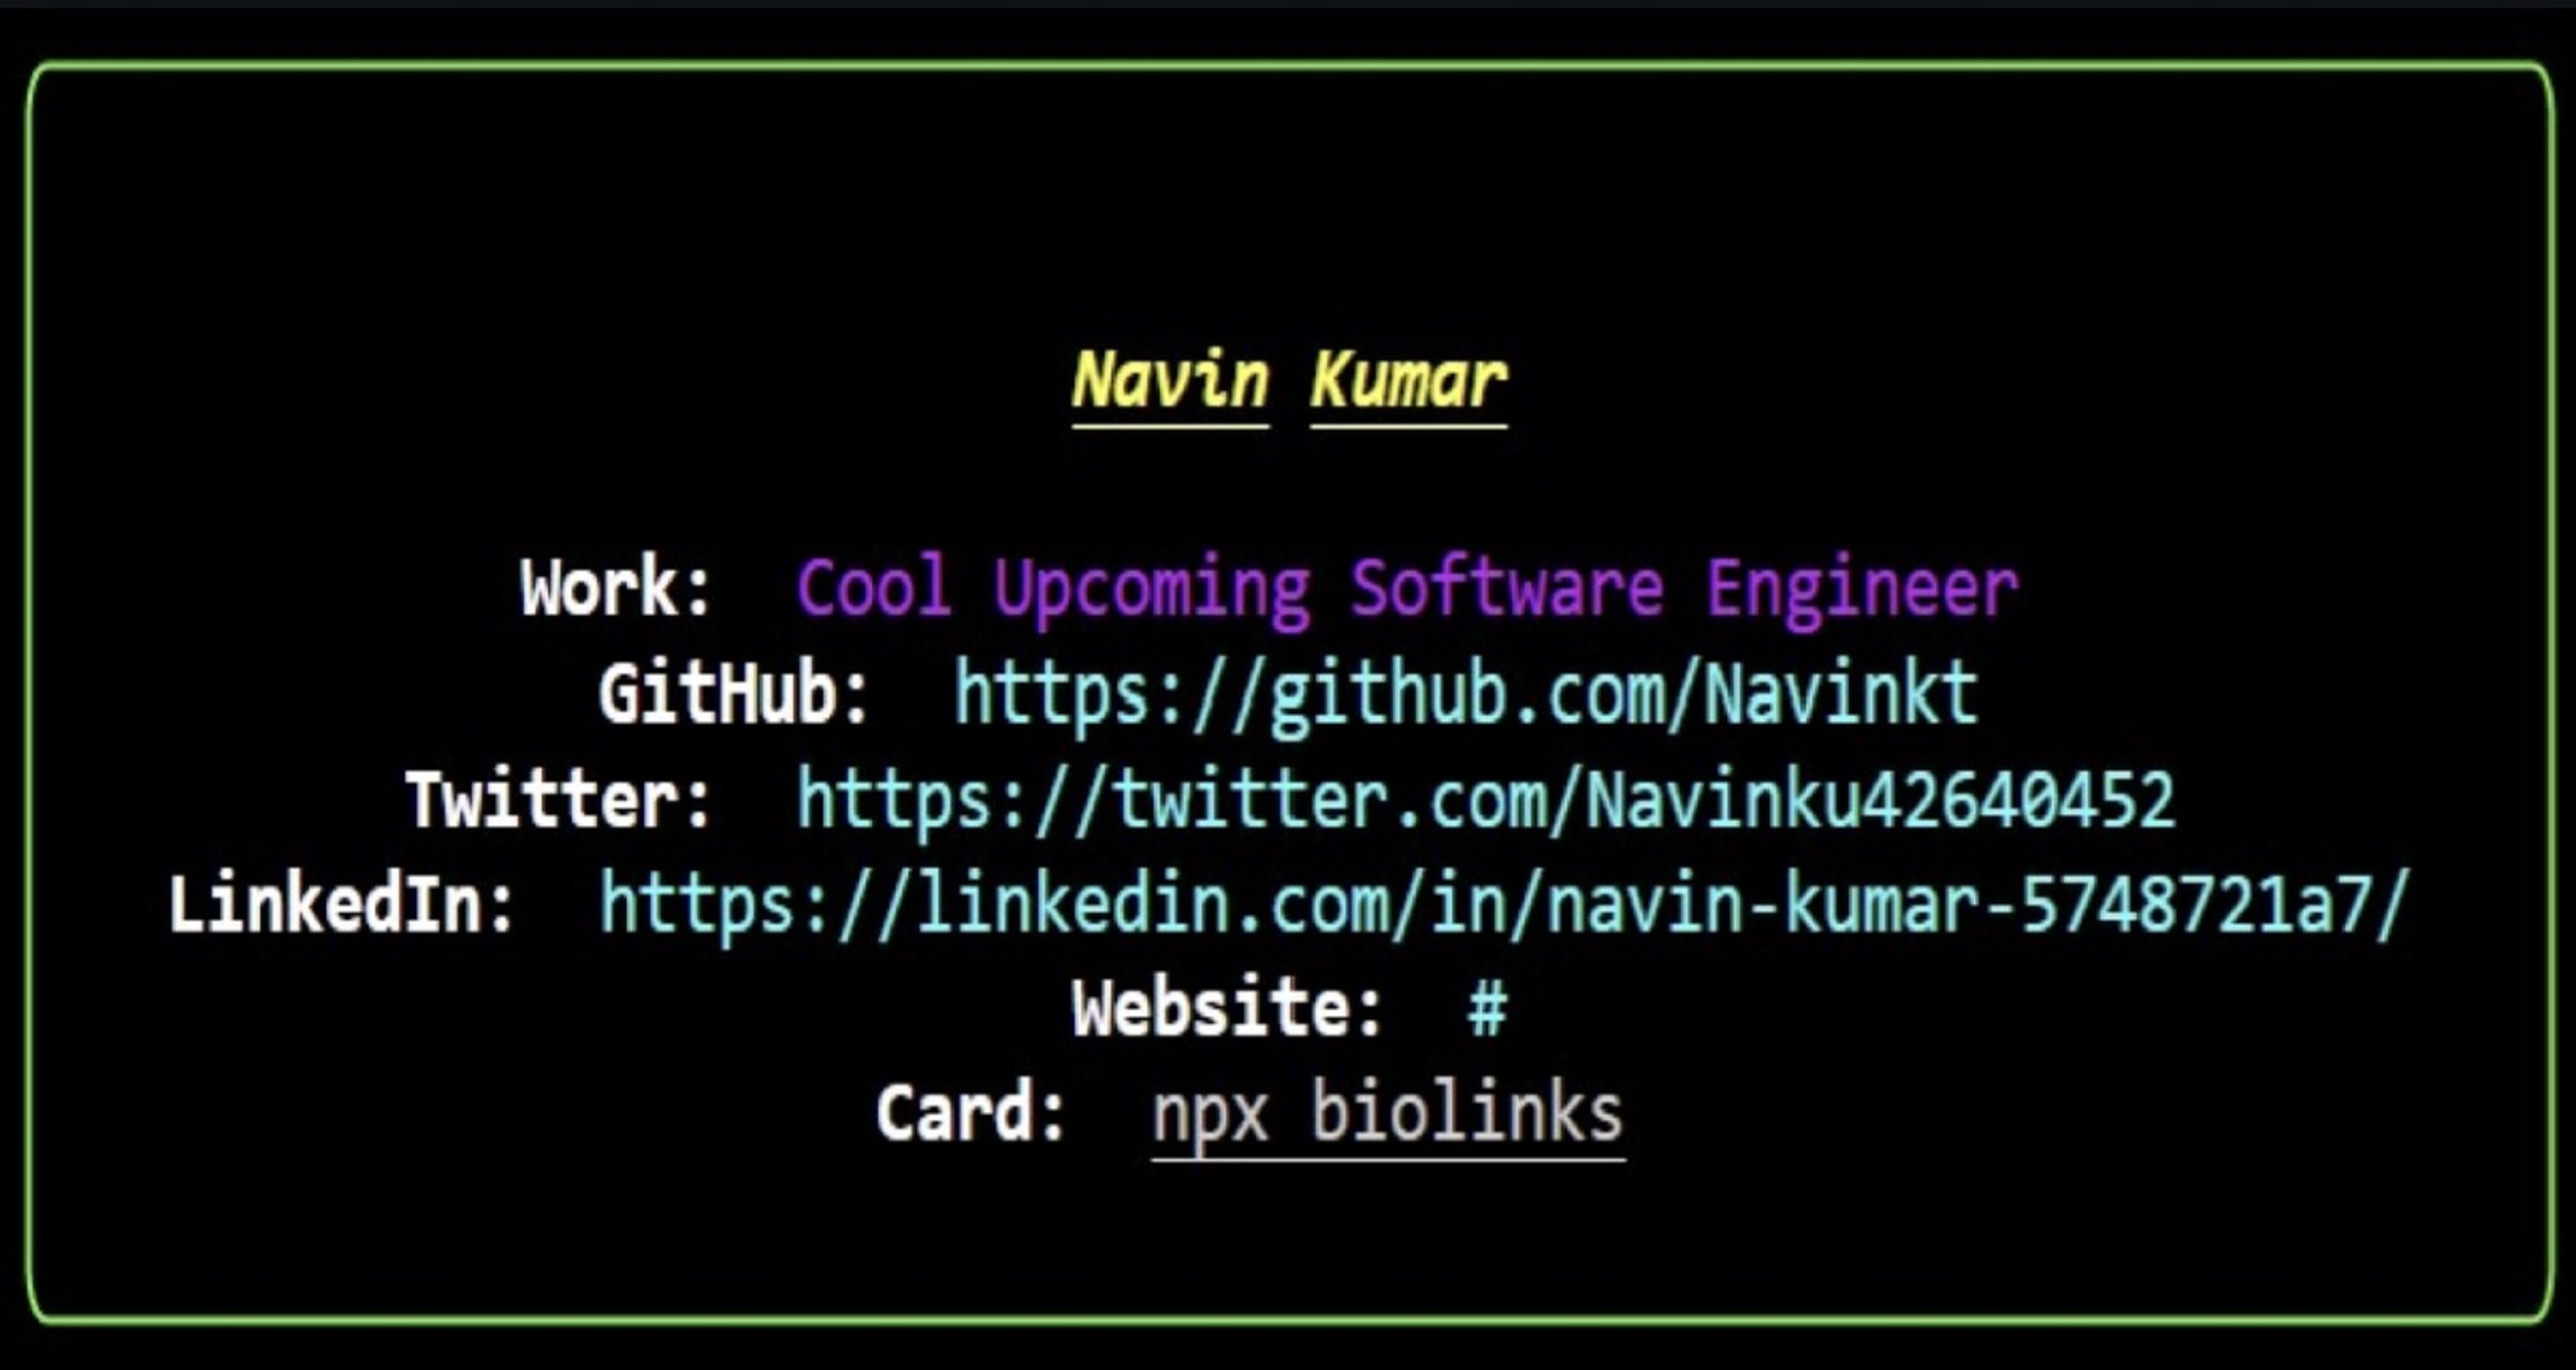 Navin Kumar
Work: Cool Upcoming Software Engineer
GitHub: https://github.com/Navinkt
Twitter: https://twitter.com/Navinku42640452
LinkedIn: https://linkedin.com/in/navin-kumar-5748721a7/
Website: #
Card: npx biolinks